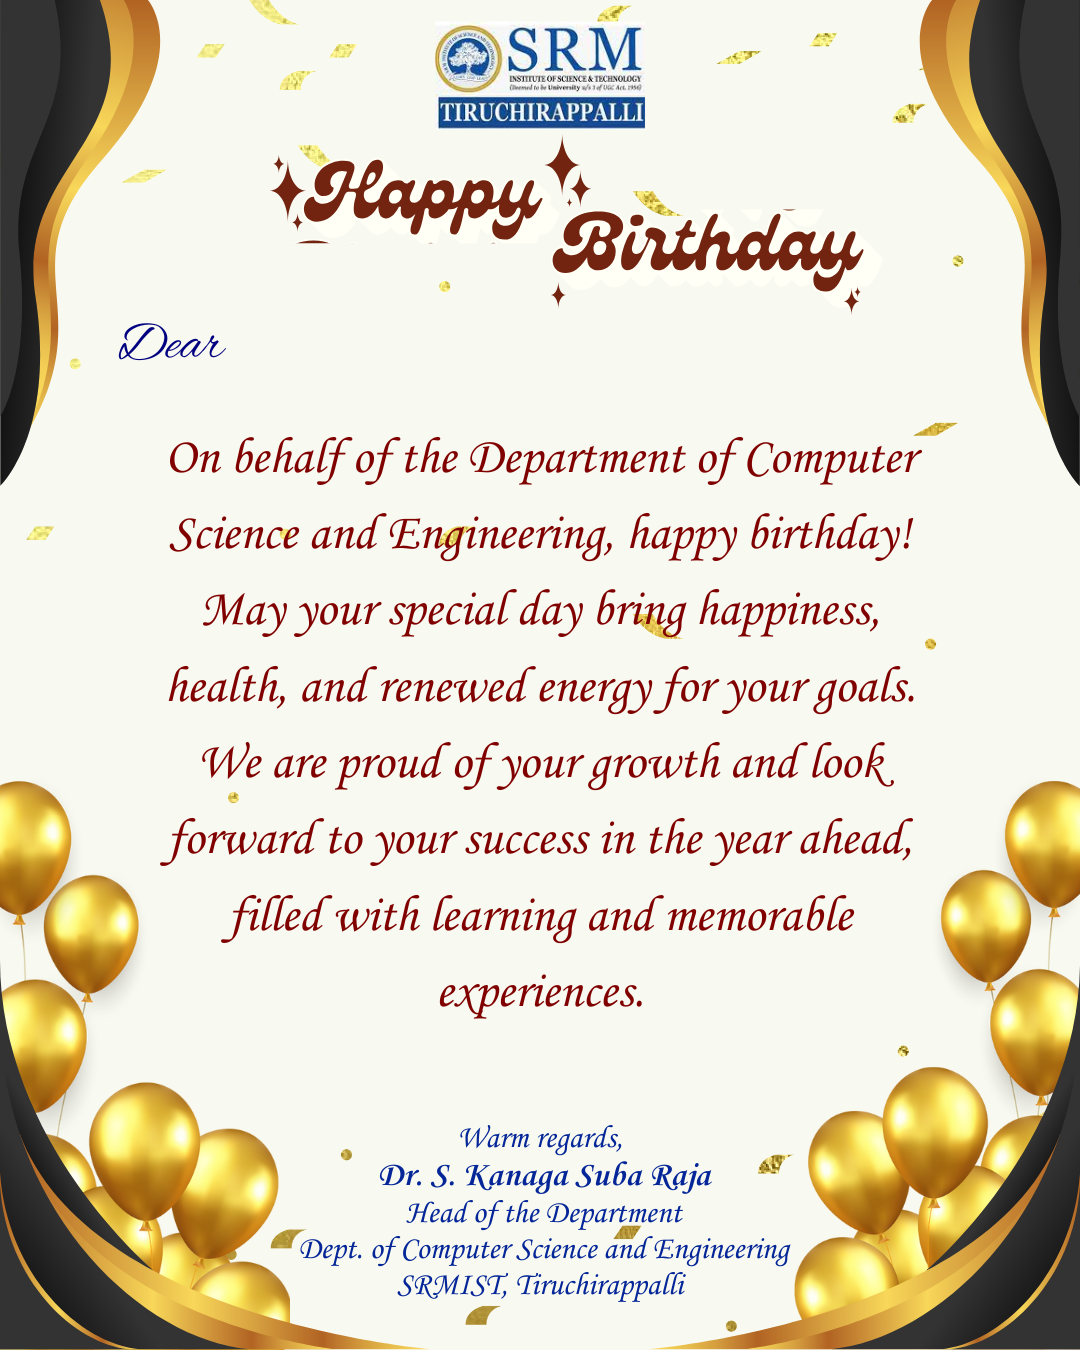 SRM
INSTITUTE OF SCIENCE & TECHNOLOGY
(Deemed to be University u/s 3 of UGC Act, 1956)
TIRUCHIRAPPALLI
Happy
Birthday
Dear
On behalf of the Department of Computer
Science and Engineering, happy birthday!
May your special day bring happiness,
health, and renewed energy for your goals.
We are proud of your growth and look
forward to your success in the year ahead,
filled with learning and memorable
experiences.
Warm regards,
Dr. S. Kanaga Suba Raja
Head of the Department
Dept. of Computer Science and Engineering
SRMIST, Tiruchirappalli